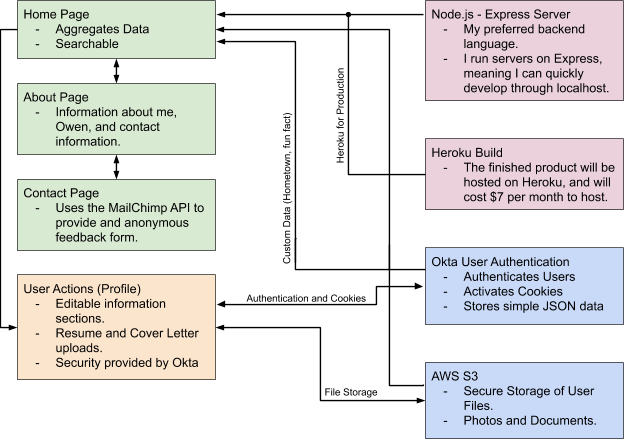 Home Page
- Aggregates Data
- Searchable
About Page
- Information about me,
Owen, and contact
information.
Contact Page
- Uses the MailChimp API to
provide and anonymous
feedback form.
User Actions (Profile)
- Editable information
sections.
- Resume and Cover Letter
uploads.
- Security provided by Okta
Custom Data (Hometown, fun fact)
Heroku for Production
Authentication and Cookies
File Storage
Node.js - Express Server
- My preferred backend
language.
- I run servers on Express,
meaning I can quickly
develop through localhost.
Heroku Build
- The finished product will be
hosted on Heroku, and will
cost $7 per month to host.
Okta User Authentication
- Authenticates Users
- Activates Cookies
- Stores simple JSON data
AWS S3
- Secure Storage of User
Files.
- Photos and Documents.